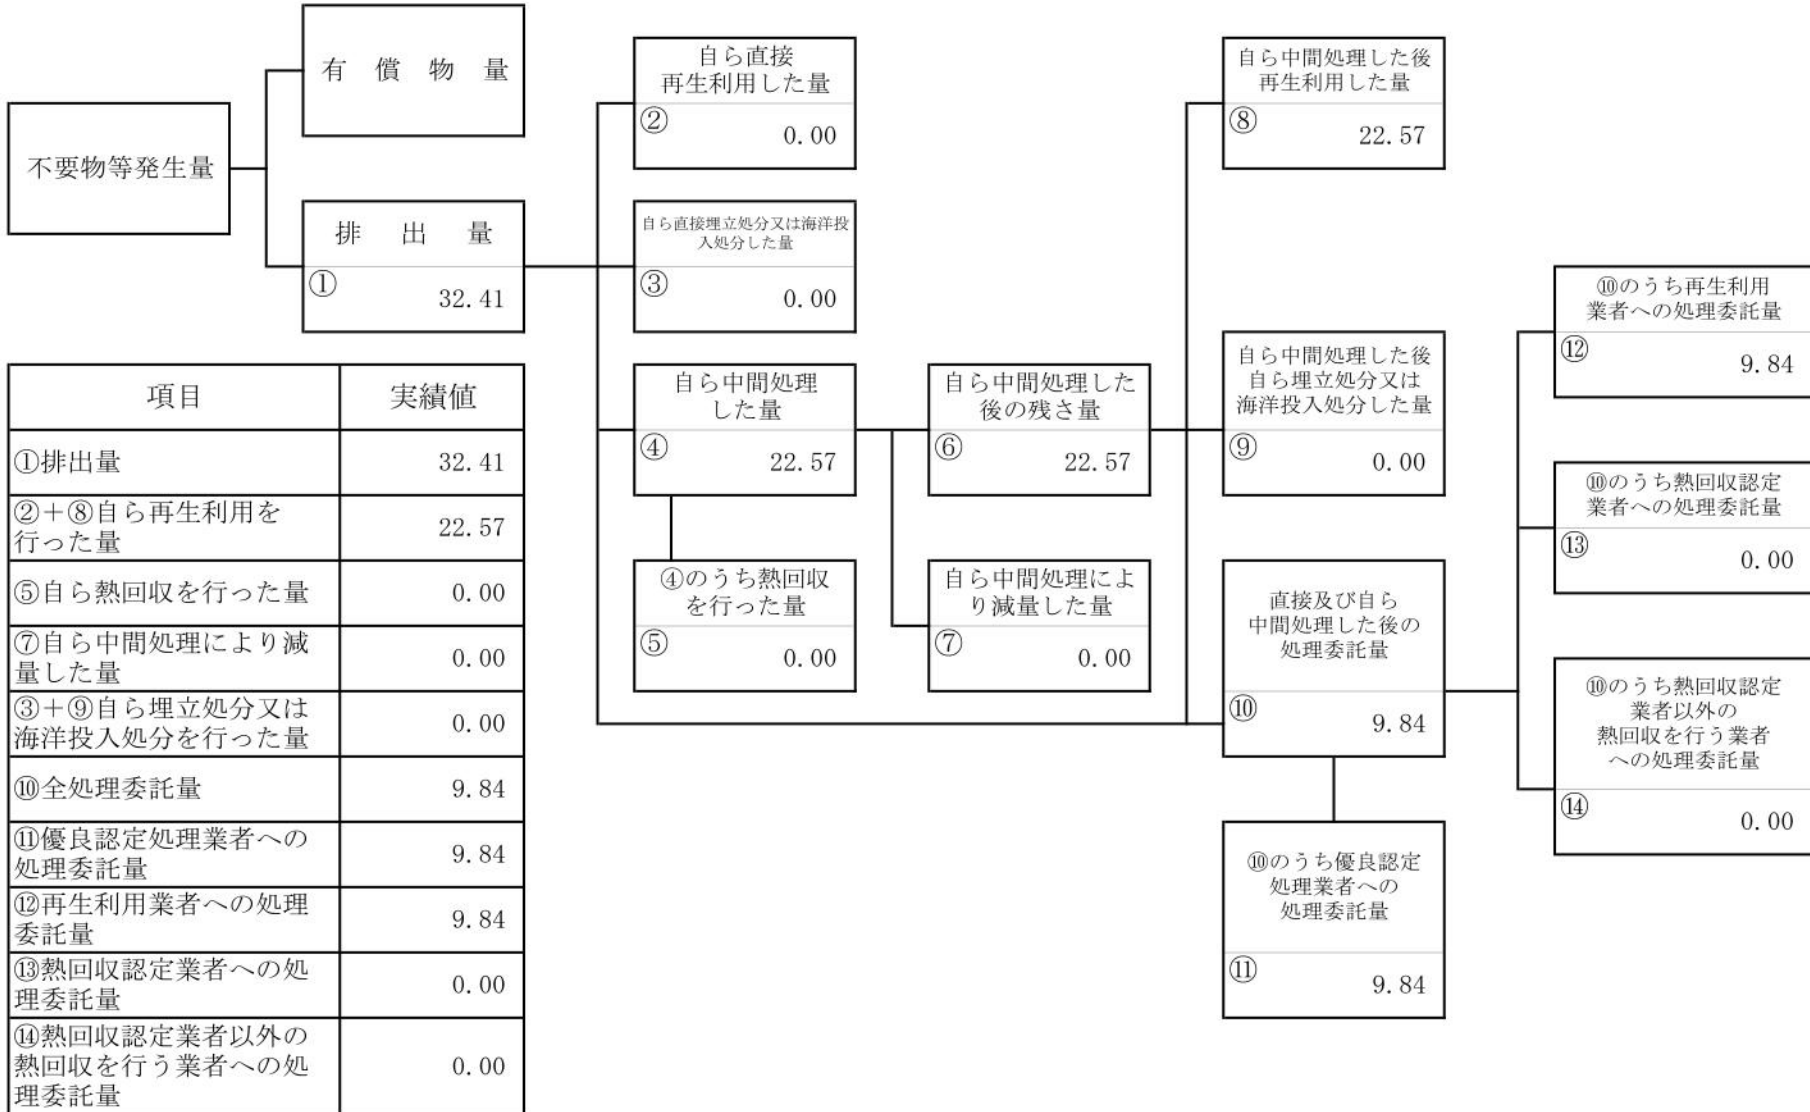 有償物量
不要物等発生量
排出量
①
32.41
自ら直接
再生利用した量
②
0.00
自ら直接埋立処分又は海洋投
入処分した量
③
0.00
自ら中間処理
した量
④
22.57
④のうち熱回収
を行った量
⑤
0.00
自ら中間処理した
後の残さ量
⑥
22.57
自ら中間処理によ
り減量した量
⑦
0.00
自ら中間処理した後
再生利用した量
⑧
22.57
自ら中間処理した後
自ら埋立処分又は
海洋投入処分した量
⑨
0.00
直接及び自ら
中間処理した後の
処理委託量
⑩
9.84
⑩のうち優良認定
処理業者への
処理委託量
⑪
9.84
⑩のうち再生利用
業者への処理委託量
⑫
9.84
⑩のうち熱回収認定
業者への処理委託量
⑬
0.00
⑩のうち熱回収認定
業者以外の
熱回収を行う業者
への処理委託量
⑭
0.00
項目 実績値
①排出量 32.41
②+⑧自ら再生利用を
行った量 22.57
⑤自ら熱回収を行った量 0.00
⑦自ら中間処理により減
量した量 0.00
③+⑨自ら埋立処分又は
海洋投入処分を行った量 0.00
⑩全処理委託量 9.84
⑪優良認定処理業者への
処理委託量 9.84
⑫再生利用業者への処理
委託量 9.84
⑬熱回収認定業者への処
理委託量 0.00
⑭熱回収認定業者以外の
熱回収を行う業者への処
理委託量 0.00